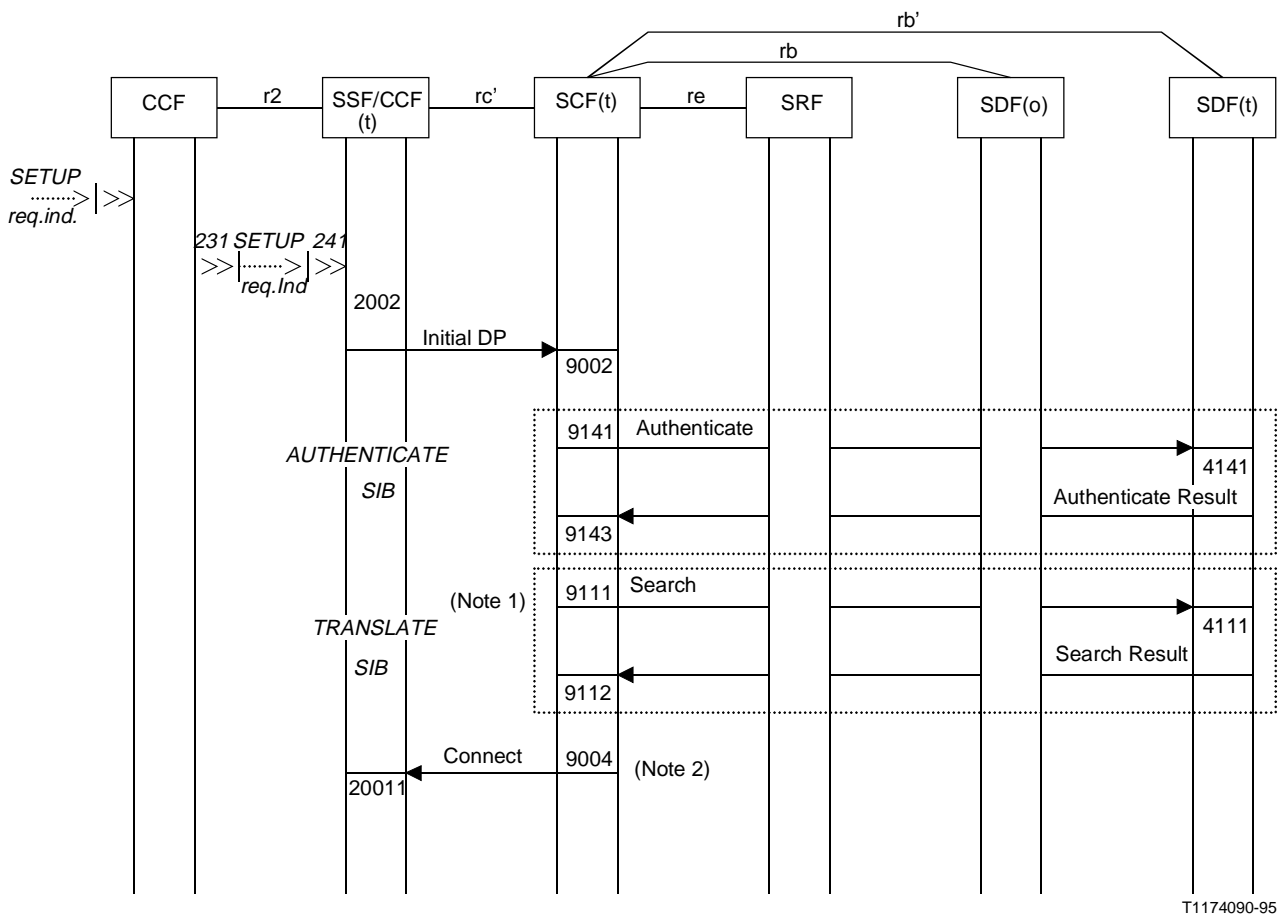 rb'
rb
CCF
r2
SSF/CCF
(t)
rc'
SCF(t)
re
SRF
SDF(o)
SDF(t)
SETUP
req.ind.
231 SETUP 241
req.Ind
2002
Initial DP
9002
9141
Authenticate
AUTHENTICATE
4141
SIB
Authenticate Result
9143
9111
Search
(Note 1)
TRANSLATE
4111
SIB
Search Result
9112
Connect
9004
(Note 2)
20011
T1174090-95